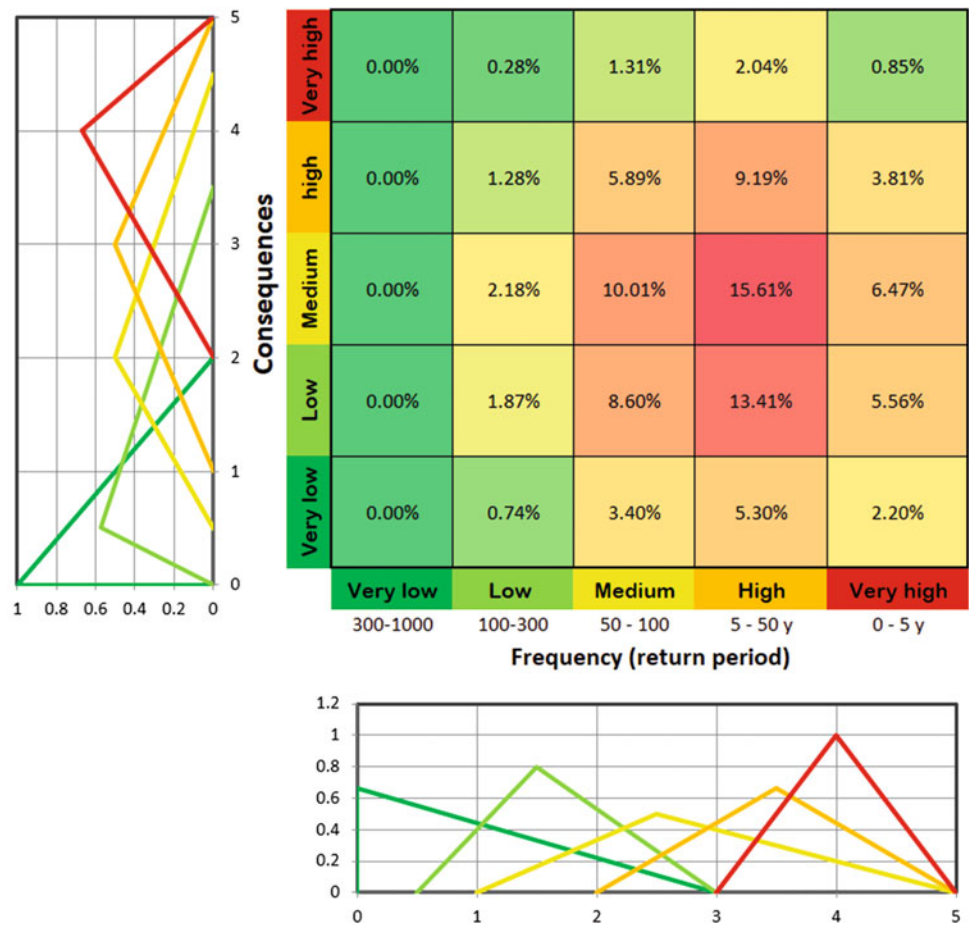 5
4
3
2
1
0
1 0.8 0.6 0.4 0.2 0
Consequences
Very high 0.00% 0.28% 1.31% 2.04% 0.85%
high 0.00% 1.28% 5.89% 9.19% 3.81%
Medium 0.00% 2.18% 10.01% 15.61% 6.47%
Low 0.00% 1.87% 8.60% 13.41% 5.56%
Very low 0.00% 0.74% 3.40% 5.30% 2.20%
Very low Low Medium High Very high
300-1000 100-300 50 - 100 5 - 50 y 0 - 5 y
Frequency (return period)
1.2
1
0.8
0.6
0.4
0.2
0
0 1 2 3 4 5